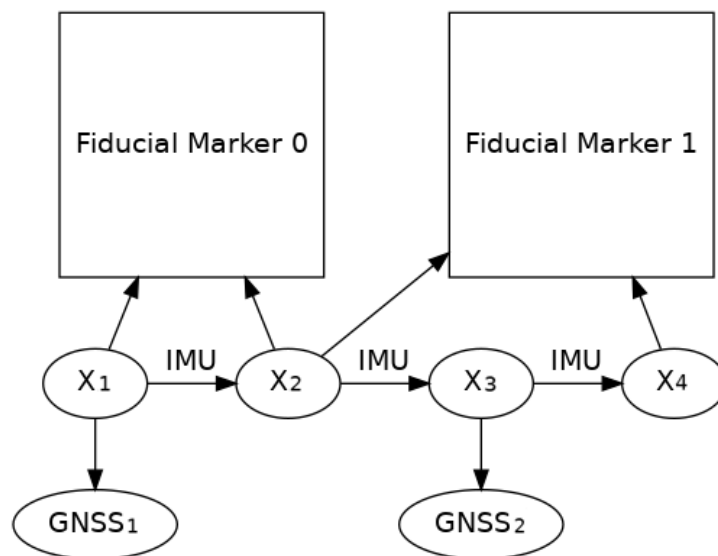 Fiducial Marker 0
Fiducial Marker 1
IMU
IMU
IMU
X₁
X₂
X₃
X₄
GNSS₁
GNSS₂